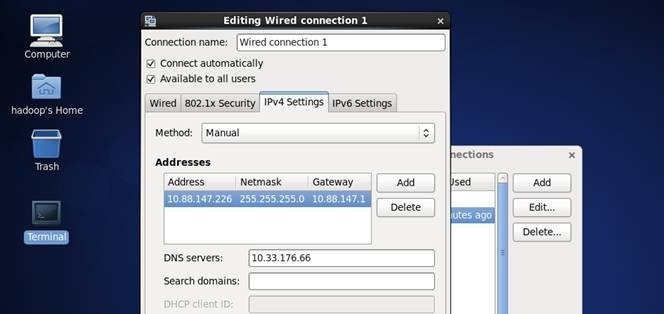 Computer
hadoop's Home
Trash
Terminal
Editing Wired connection 1
Connection name: Wired connection 1
Connect automatically
Available to all users
Wired 802.1x Security IPv4 Settings IPv6 Settings
Method: Manual
Addresses
Address Netmask Gateway
10.88.147.226 255.255.255.0 10.88.147.1
Add
Delete
DNS servers: 10.33.176.66
Search domains:
DHCP client ID:
nnections
Used
nutes ago
Add
Edit...
Delete...